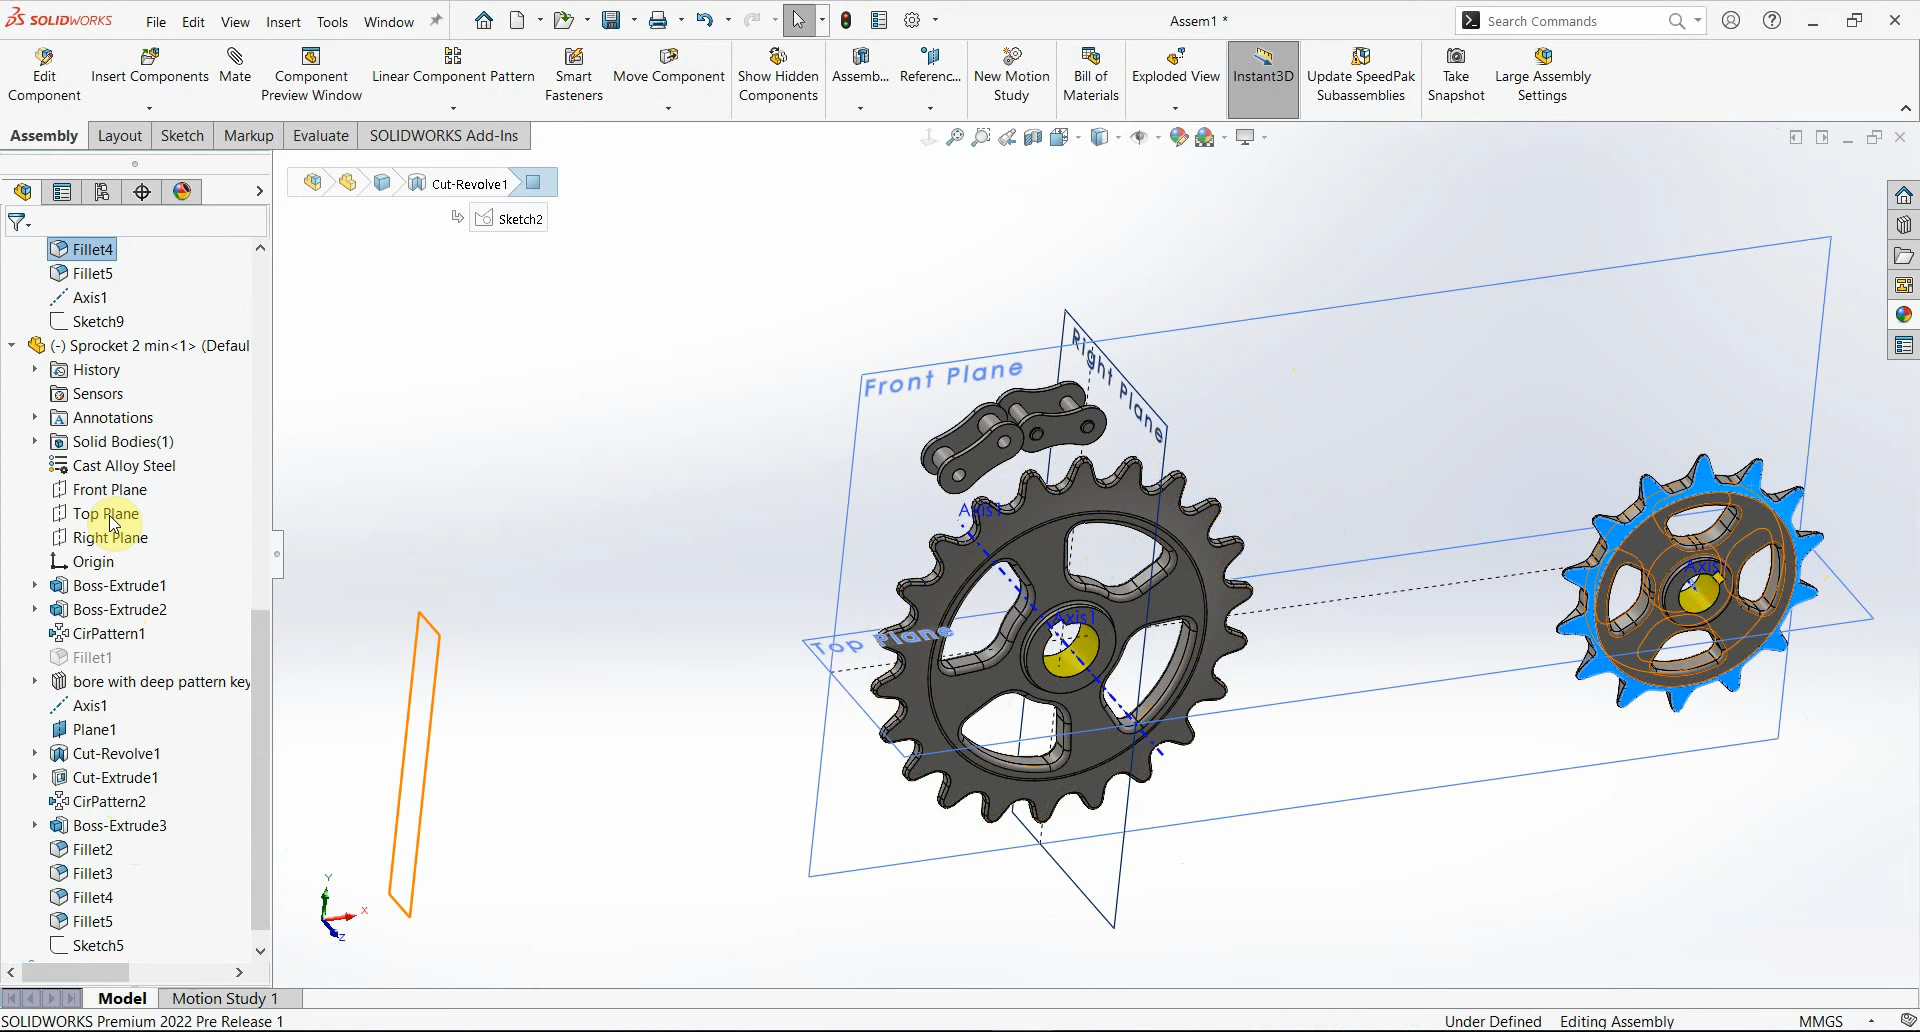 SOLIDWORKS File Edit View Insert Tools Window Assem1 * Search Commands
Edit Component
Insert Components
Mate
Component Preview Window
Linear Component Pattern
Smart Fasteners
Move Component
Show Hidden Components
Assemb...
Referenc...
New Motion Study
Bill of Materials
Exploded View
Instant3D
Update SpeedPak Subassemblies
Take Snapshot
Large Assembly Settings
Assembly Layout Sketch Markup Evaluate SOLIDWORKS Add-Ins
Cut-Revolve1
Sketch2
Fillet4
Fillet5
Axis1
Sketch9
(-) Sprocket 2 min<1> (Defaul
History
Sensors
Annotations
Solid Bodies(1)
Cast Alloy Steel
Front Plane
Top Plane
Right Plane
Origin
Boss-Extrude1
Boss-Extrude2
CirPattern1
Fillet1
bore with deep pattern key
Axis1
Plane1
Cut-Revolve1
Cut-Extrude1
CirPattern2
Boss-Extrude3
Fillet2
Fillet3
Fillet4
Fillet5
Sketch5
Front Plane
Right Plane
Top Plane
Axis1
Axis1
Axis
Y
X
Z
Model Motion Study 1
SOLIDWORKS Premium 2022 Pre Release 1 Under Defined Editing Assembly MMGS